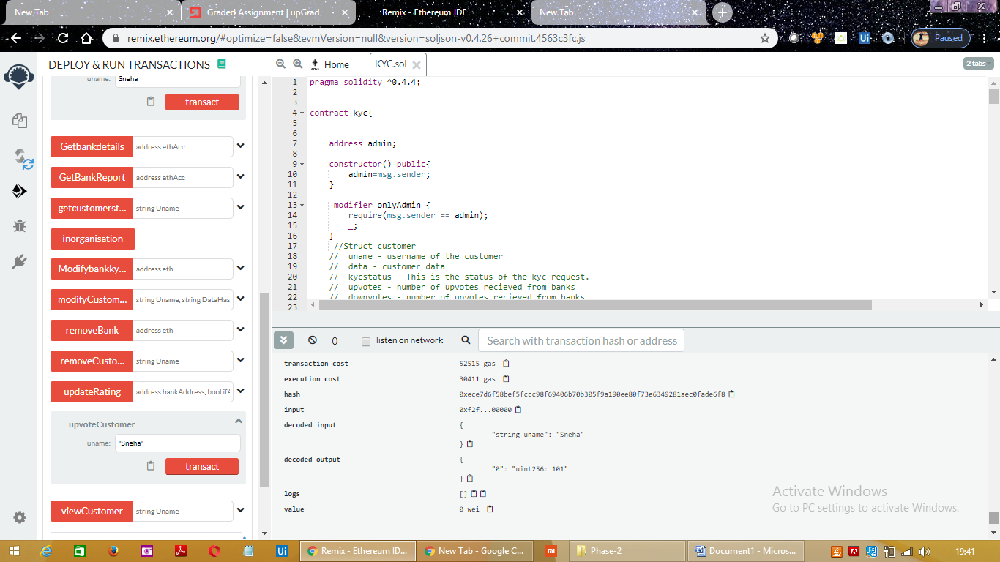 New Tab
Graded Assignment | upGrad
Remix - Ethereum IDE
New Tab
remix.ethereum.org/#optimize=false&evmVersion=null&version=soljson-v0.4.26+commit.4563c3fc.js
Paused
DEPLOY & RUN TRANSACTIONS
uname: Sneha
transact
Getbankdetails address ethAcc
GetBankReport address ethAcc
getcustomerst... string Uname
inorganisation
Modifybankky... address eth
modifyCustom... string Uname, string DataHas
removeBank address eth
removeCusto... string Uname
updateRating address bankAddress, bool ifA
upvoteCustomer
uname: "Sneha"
transact
viewCustomer string Uname
Home
KYC.sol
2 tabs
1 pragma solidity ^0.4.4;
2
3
4 contract kyc{
5
6
7 address admin;
8
9 constructor() public{
10 admin=msg.sender;
11 }
12
13 modifier onlyAdmin {
14 require(msg.sender == admin);
15 _;
16 }
17 //Struct customer
18 // uname - username of the customer
19 // data - customer data
20 // kycstatus - This is the status of the kyc request.
21 // upvotes - number of upvotes recieved from banks
22 // downvotes - number of upvotes recieved from banks
23
0
listen on network
Search with transaction hash or address
transaction cost 52515 gas
execution cost 30411 gas
hash 0xece7d6f58bef5fccc98f69406b70b305f9a190ee80f73e6349281aec0fade6f8
input 0xf2f...00000
decoded input {
"string uname": "Sneha"
}
decoded output {
"0": "uint256: 101"
}
logs []
value 0 wei
Activate Windows
Go to PC settings to activate Windows.
Ui
Remix - Ethereum ID...
New Tab - Google C...
mi
Phase-2
Document1 - Micros...
19:41